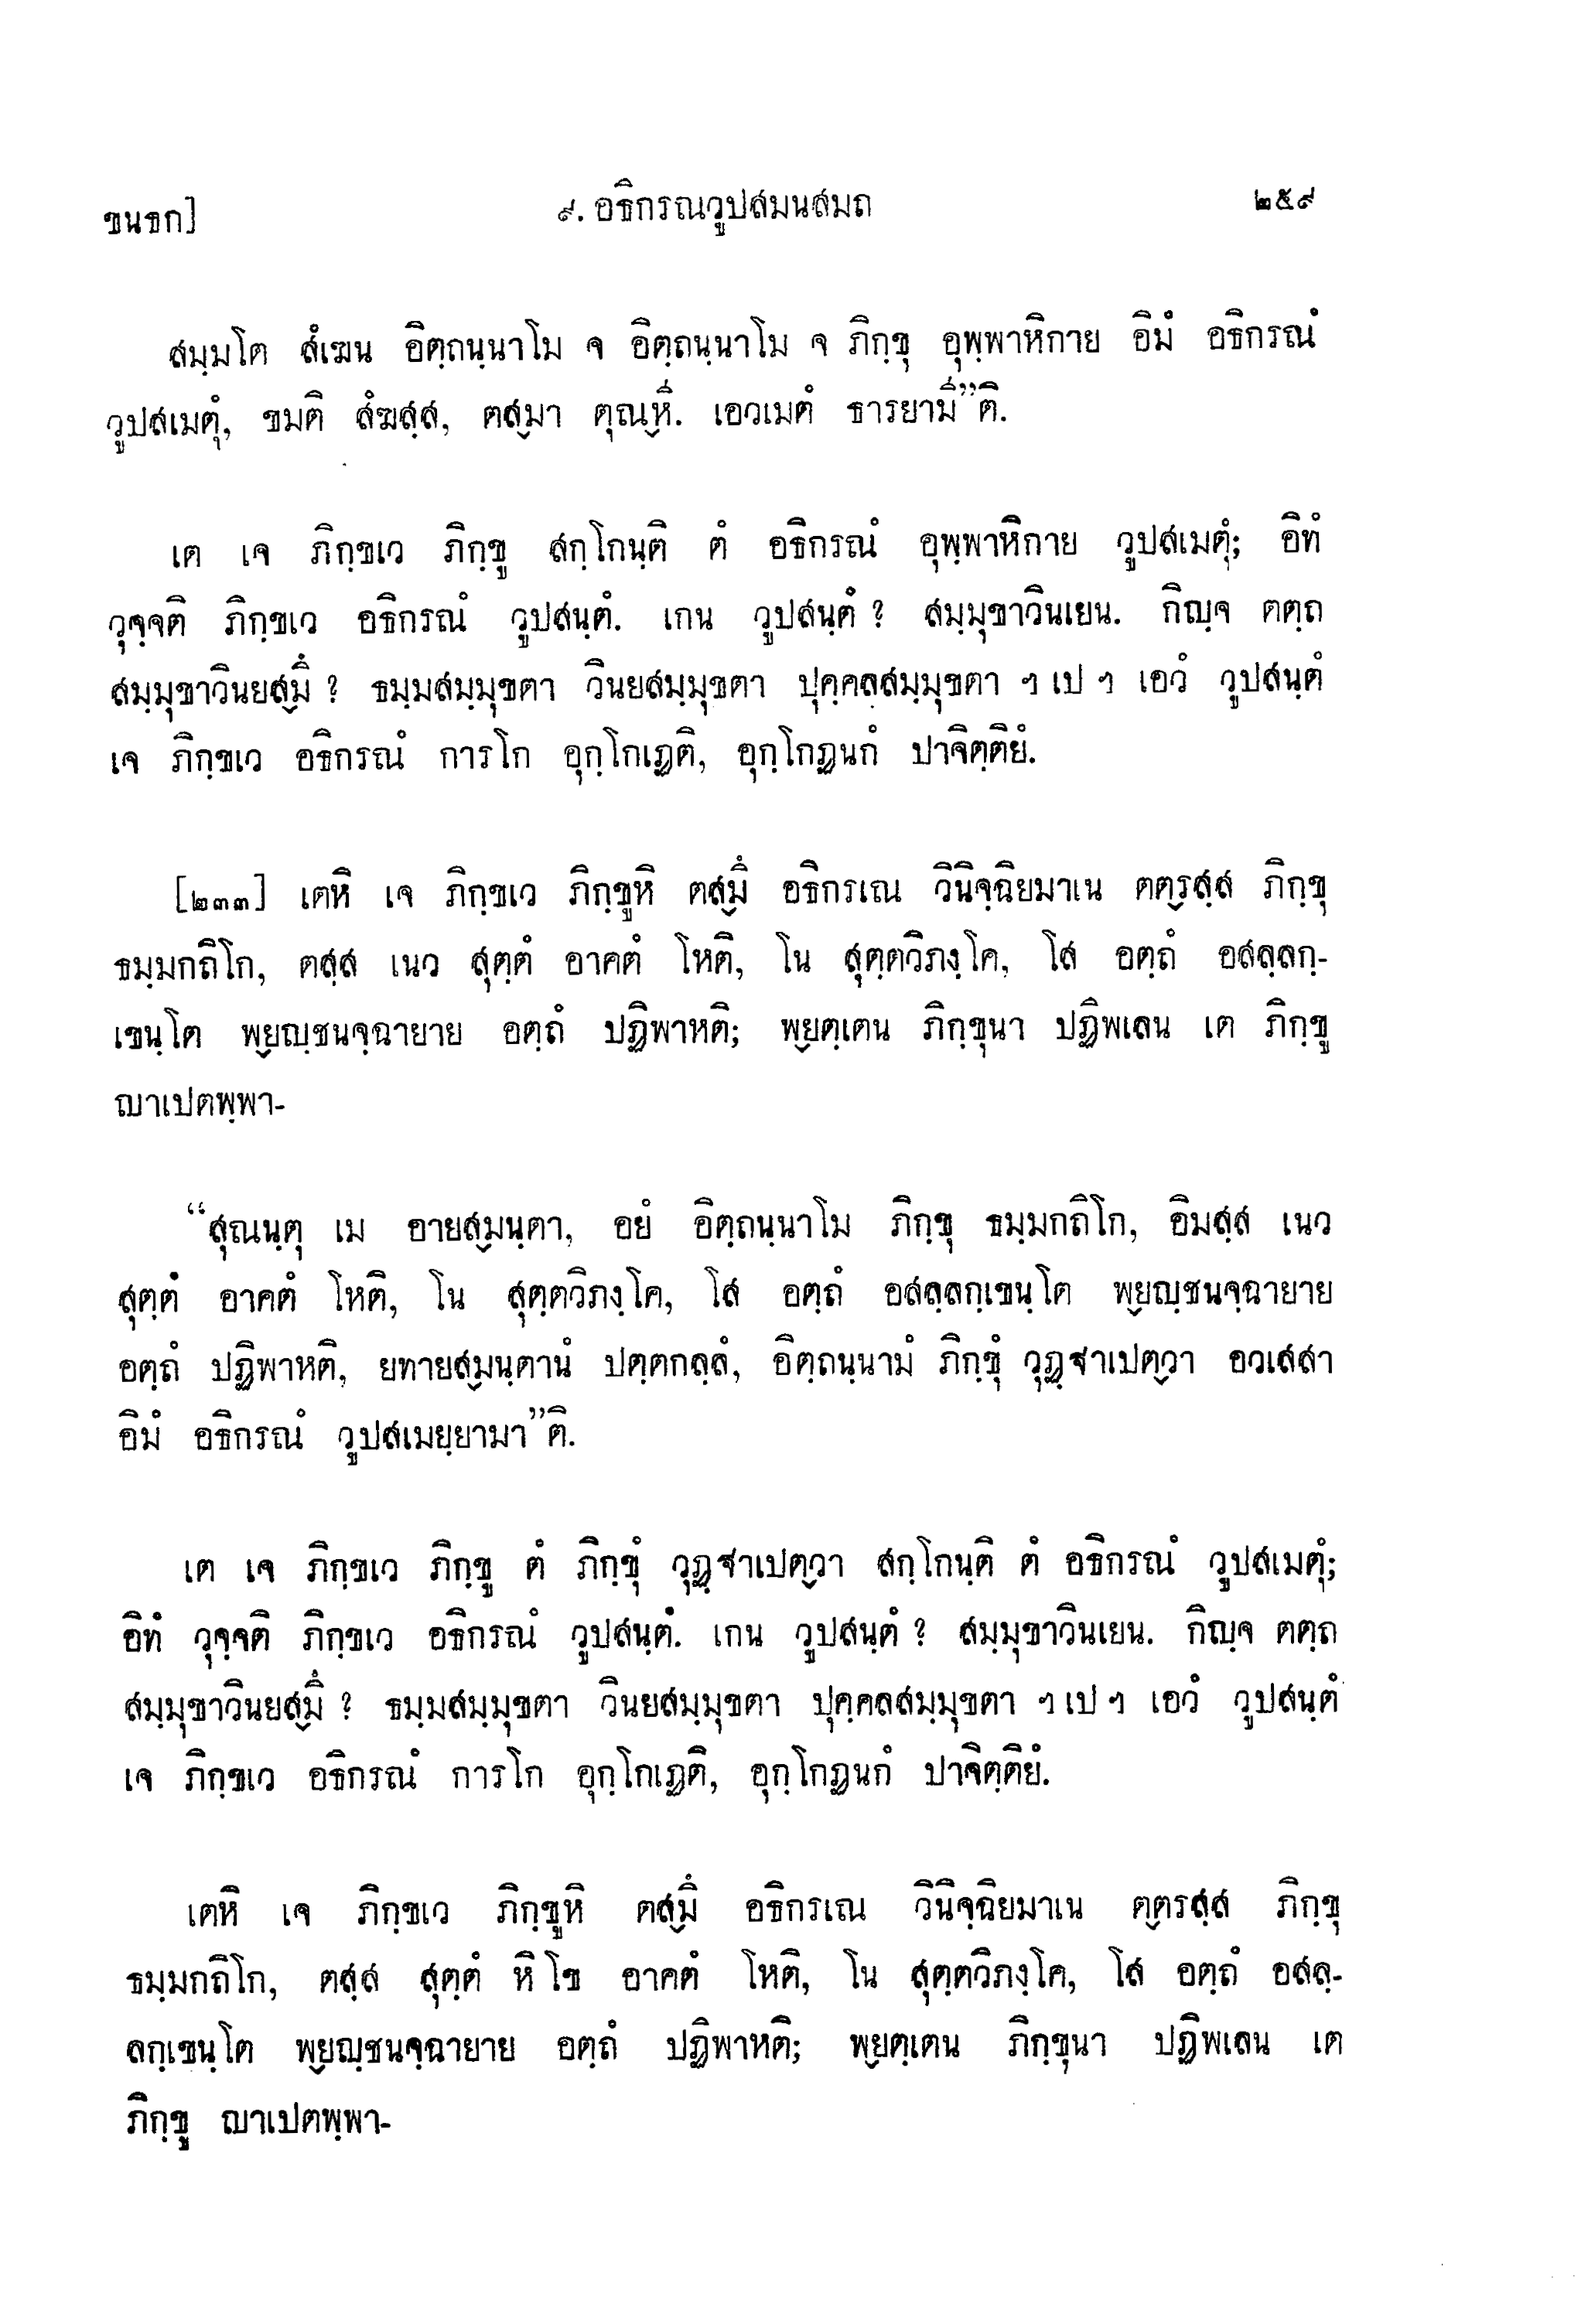 ขนธก]
๙. อธิกรณวูปสมนสมถ
๒๕๙
สมฺมโต สํเฆน อิตฺถนฺนาโม จ อิตฺถนฺนาโม จ ภิกฺขุ อุพฺพาหิกาย อิมํ อธิกรณํ
วูปสเมตุํ, ขมติ สํฆสฺส, ตสฺมา ตุณฺหี. เอวเมตํ ธารยามี”ติ.
เต เจ ภิกฺขเว ภิกฺขู สกฺโกนฺติ ตํ อธิกรณํ อุพฺพาหิกาย วูปสเมตุํ; อิทํ
วุจฺจติ ภิกฺขเว อธิกรณํ วูปสนฺตํ. เกน วูปสนฺตํ ? สมฺมุขาวินเยน. กิญฺจ ตตฺถ
สมฺมุขาวินยสฺมึ ? ธมฺมสมฺมุขตา วินยสมฺมุขตา ปุคฺคลสมฺมุขตา ฯ เป ฯ เอวํ วูปสนฺตํ
เจ ภิกฺขเว อธิกรณํ การโก อุกฺโกเฏติ, อุกฺโกฏนกํ ปาจิตฺติยํ.
[๒๓๓] เตหิ เจ ภิกฺขเว ภิกฺขูหิ ตสฺมึ อธิกรเณ วินิจฺฉิยมาเน ตตฺรสฺส ภิกฺขุ
ธมฺมกถิโก, ตสฺส เนว สุตฺตํ อาคตํ โหติ, โน สุตฺตวิภงฺโค, โส อตฺถํ อสลฺลกฺ-
เขนฺโต พฺยญฺชนจฺฉายาย อตฺถํ ปฏิพาหติ; พฺยตฺเตน ภิกฺขุนา ปฏิพเลน เต ภิกฺขู
ญาเปตพฺพา-
“สุณนฺตุ เม อายสฺมนฺตา, อยํ อิตฺถนฺนาโม ภิกฺขุ ธมฺมกถิโก, อิมสฺส เนว
สุตฺตํ อาคตํ โหติ, โน สุตฺตวิภงฺโค, โส อตฺถํ อสลฺลกฺเขนฺโต พฺยญฺชนจฺฉายาย
อตฺถํ ปฏิพาหติ, ยทายสฺมนฺตานํ ปตฺตกลฺลํ, อิตฺถนฺนามํ ภิกฺขุํ วุฏฺฐาเปตฺวา อวเสสา
อิมํ อธิกรณํ วูปสเมยฺยามา”ติ.
เต เจ ภิกฺขเว ภิกฺขู ตํ ภิกฺขุํ วุฏฺฐาเปตฺวา สกฺโกนฺติ ตํ อธิกรณํ วูปสเมตุํ;
อิทํ วุจฺจติ ภิกฺขเว อธิกรณํ วูปสนฺตํ. เกน วูปสนฺตํ ? สมฺมุขาวินเยน. กิญฺจ ตตฺถ
สมฺมุขาวินยสฺมึ ? ธมฺมสมฺมุขตา วินยสมฺมุขตา ปุคฺคลสมฺมุขตา ฯ เป ฯ เอวํ วูปสนฺตํ
เจ ภิกฺขเว อธิกรณํ การโก อุกฺโกเฏติ, อุกฺโกฏนกํ ปาจิตฺติยํ.
เตหิ เจ ภิกฺขเว ภิกฺขูหิ ตสฺมึ อธิกรเณ วินิจฺฉิยมาเน ตฺตรสฺส ภิกฺขุ
ธมฺมกถิโก, ตสฺส สุตฺตํ หิ โข อาคตํ โหติ, โน สุตฺตวิภงฺโค, โส อตฺถํ อสลฺ-
ลกฺเขนฺโต พฺยญฺชนจฺฉายาย อตฺถํ ปฏิพาหติ; พฺยตฺเตน ภิกฺขุนา ปฏิพเลน เต
ภิกฺขู ญาเปตพฺพา-